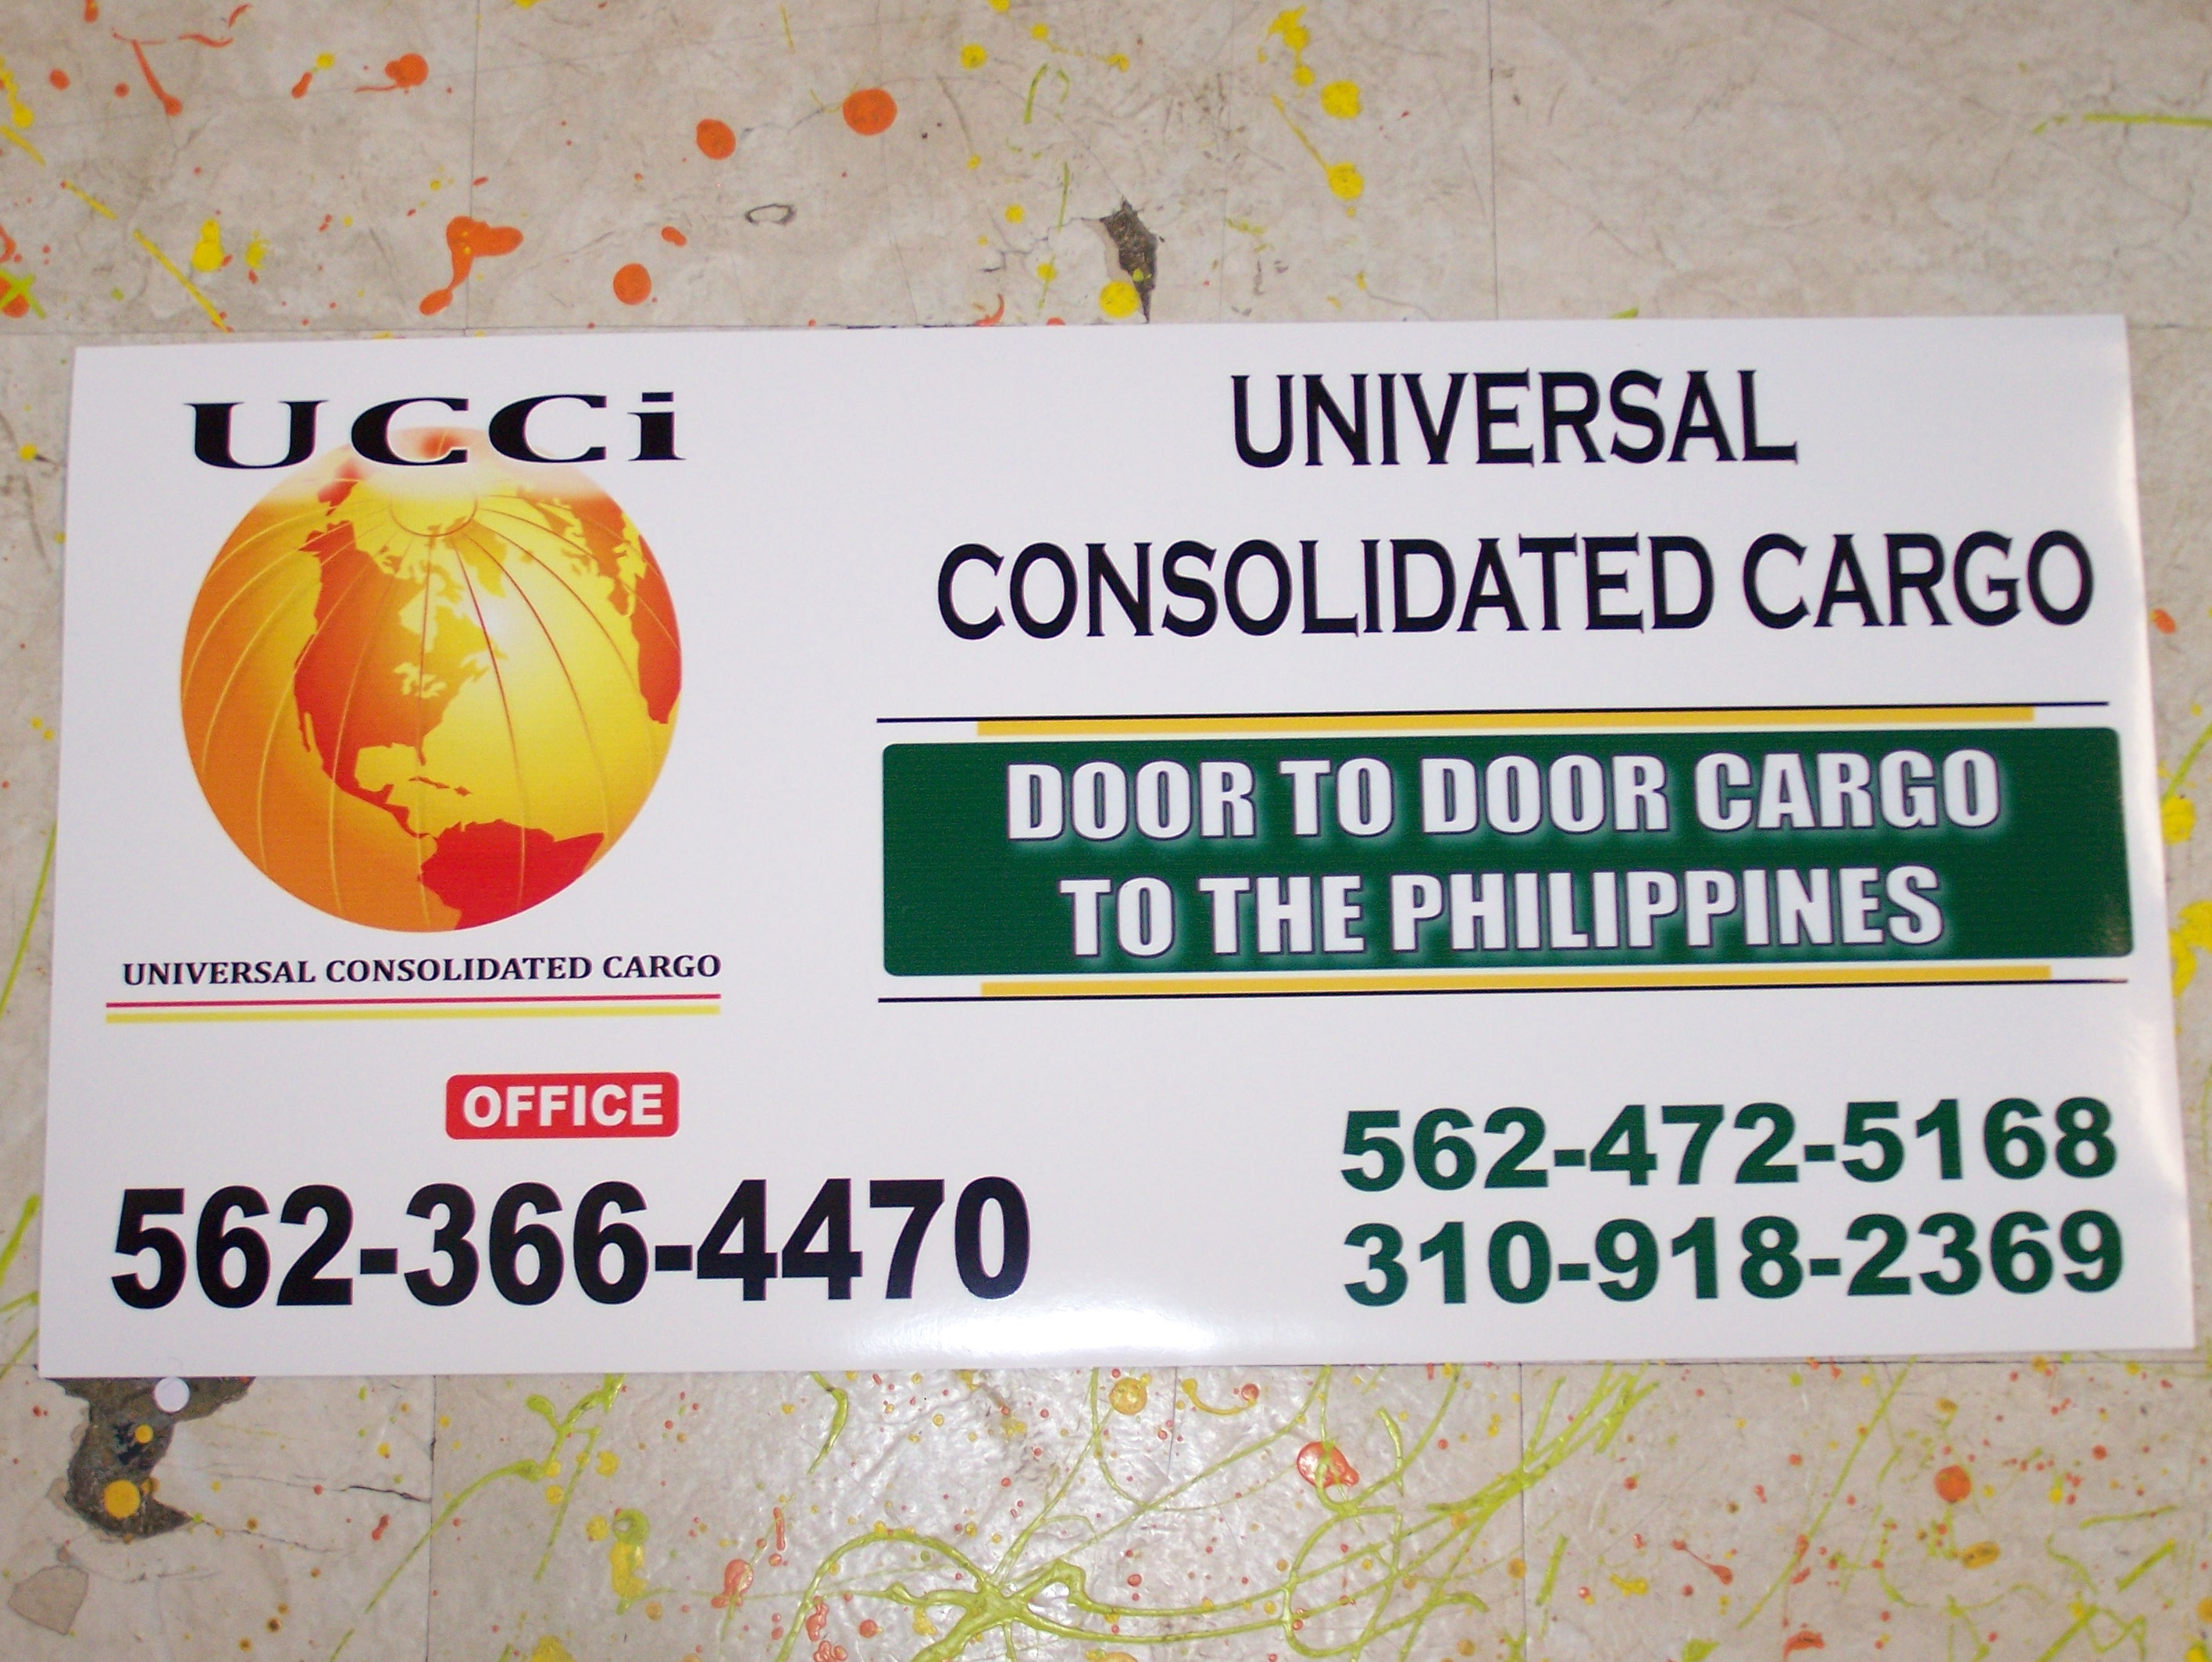 UCCi
UNIVERSAL CONSOLIDATED CARGO
OFFICE
562-366-4470
UNIVERSAL
CONSOLIDATED CARGO
DOOR TO DOOR CARGO
TO THE PHILIPPINES
562-472-5168
310-918-2369